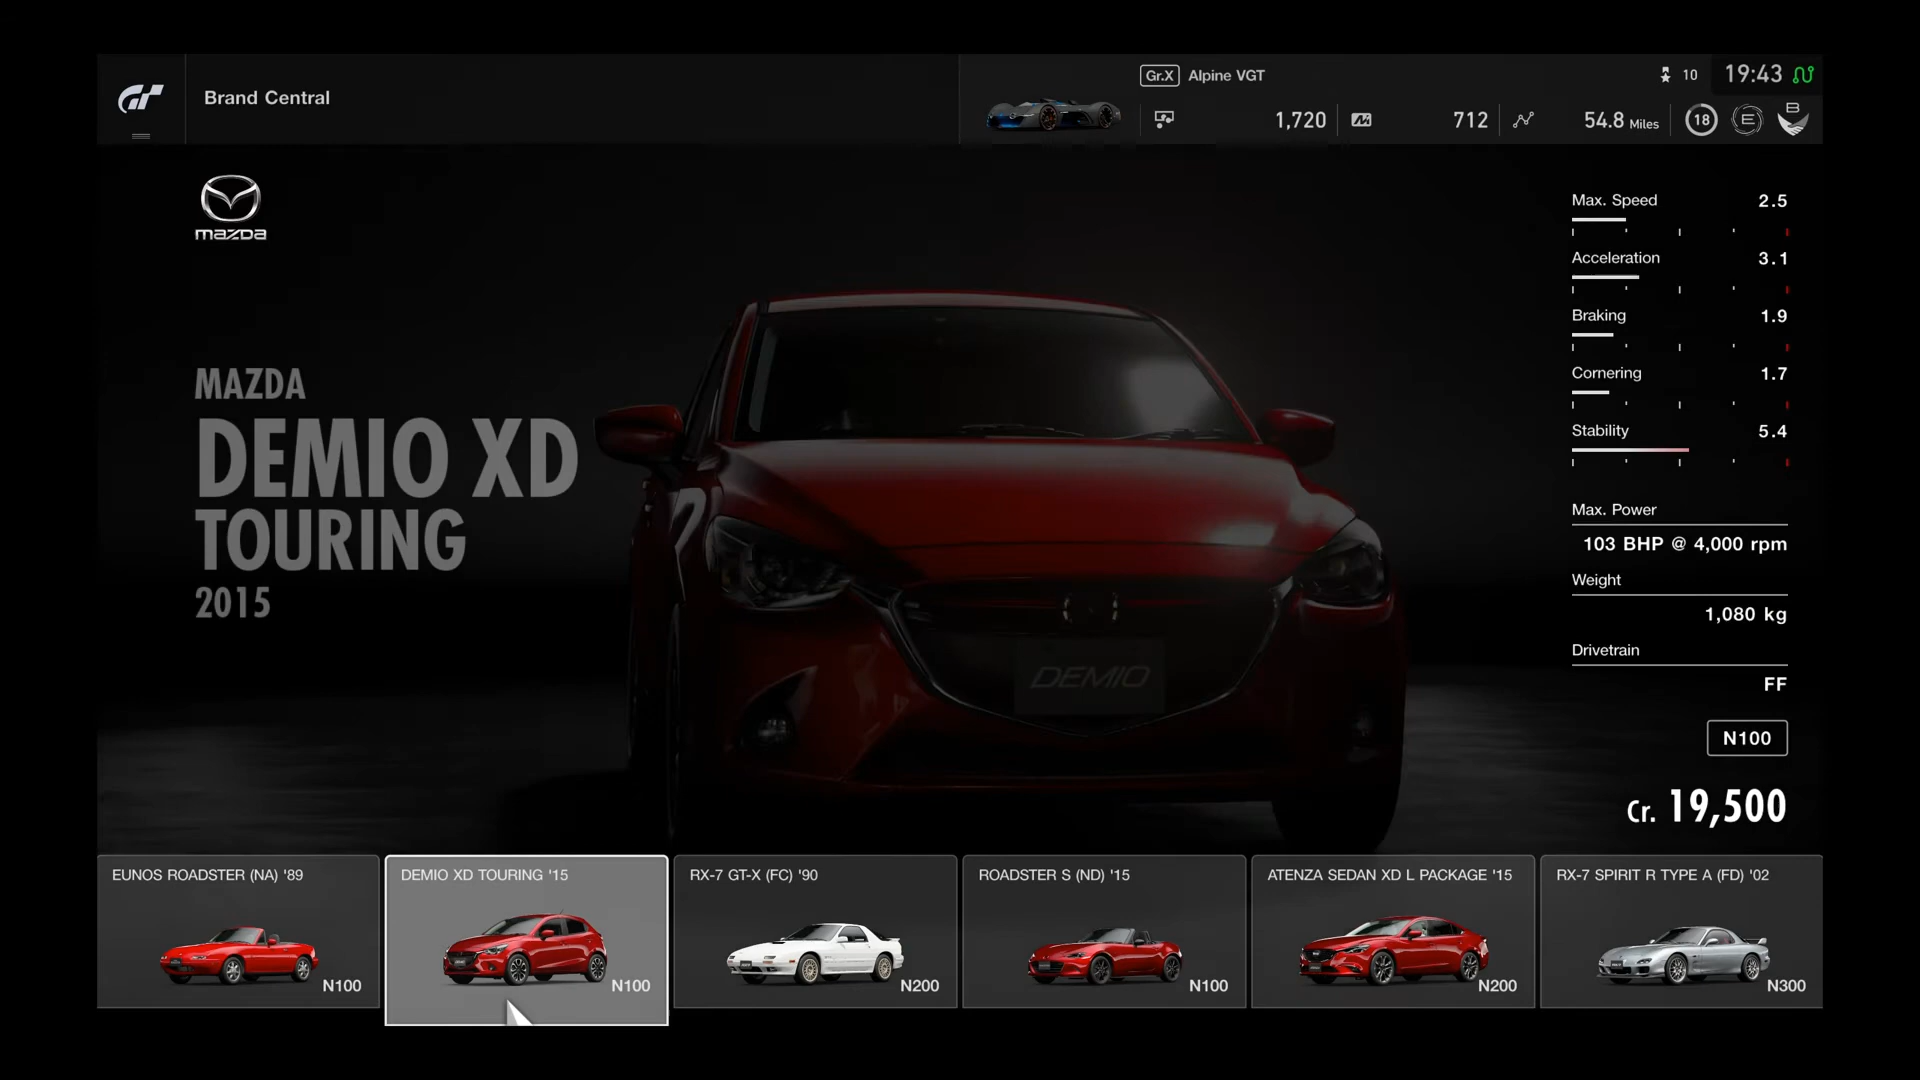 Brand Central
Gr.X Alpine VGT
10
19:43
1,720
712
54.8 Miles
18
E
B
mazda
MAZDA
DEMIO XD
TOURING
2015
DEMIO
Max. Speed 2.5
Acceleration 3.1
Braking 1.9
Cornering 1.7
Stability 5.4
Max. Power
103 BHP @ 4,000 rpm
Weight
1,080 kg
Drivetrain
FF
N100
Cr. 19,500
EUNOS ROADSTER (NA) '89
N100
DEMIO XD TOURING '15
N100
RX-7 GT-X (FC) '90
N200
ROADSTER S (ND) '15
N100
ATENZA SEDAN XD L PACKAGE '15
N200
RX-7 SPIRIT R TYPE A (FD) '02
N300